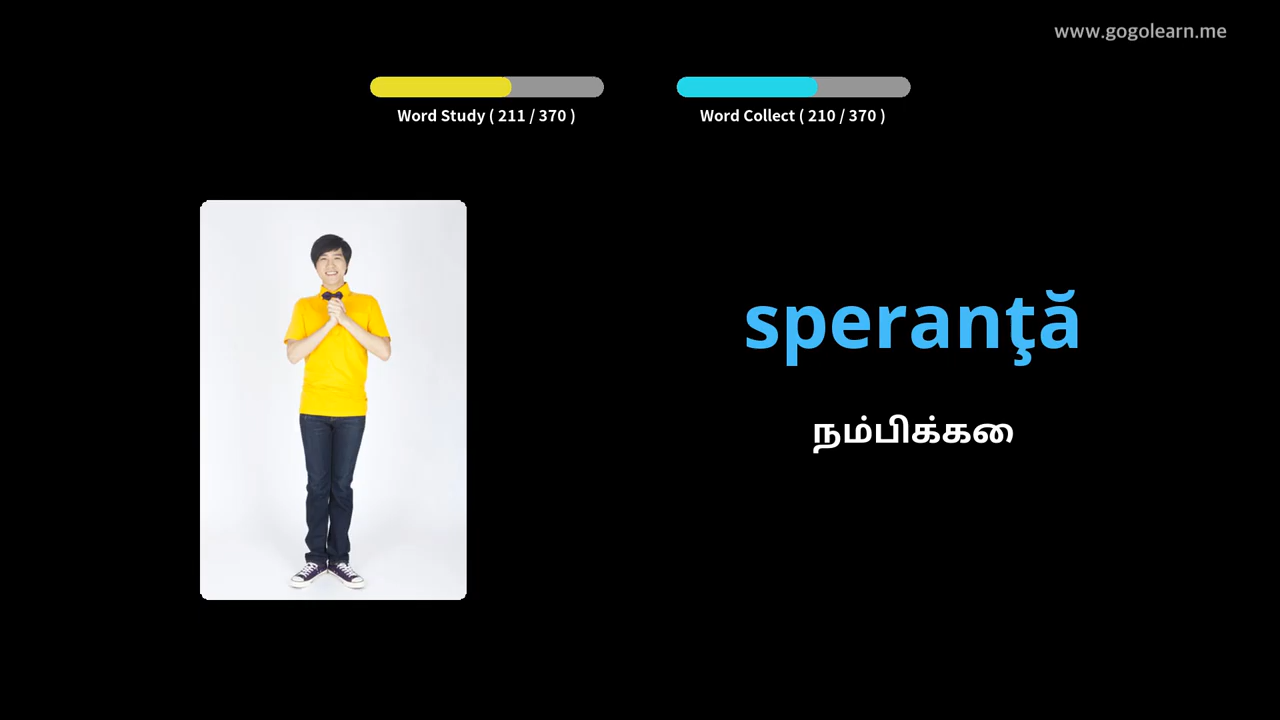 www.gogolearn.me
Word Study ( 211 / 370 )
Word Collect ( 210 / 370 )
speranţă
நம்பிக்கை